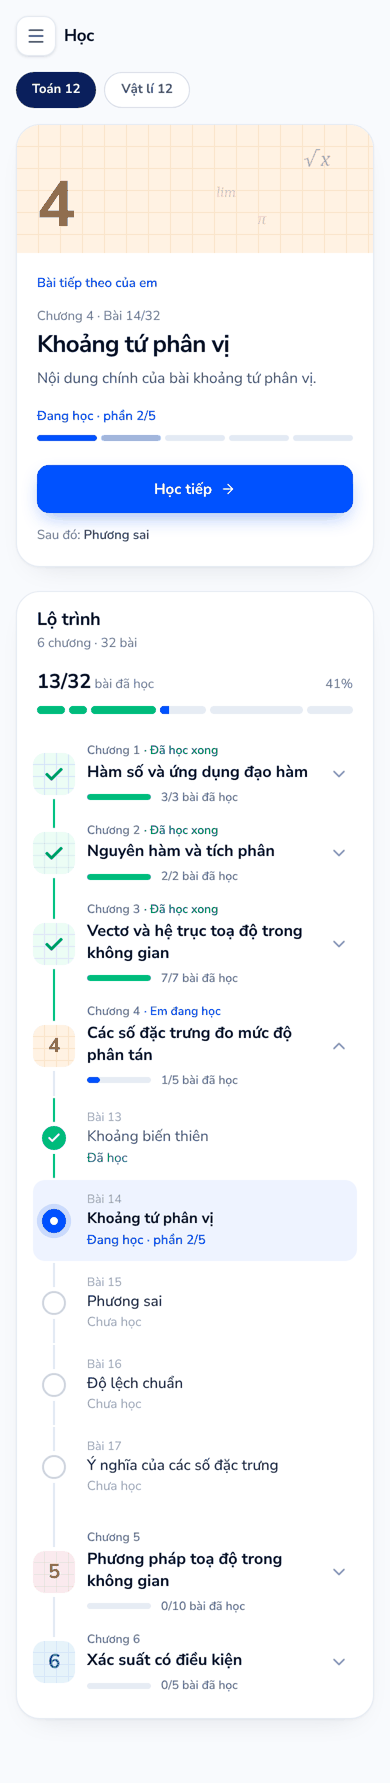 Học
Toán 12
Vật lí 12
4
√x
lim
π
Bài tiếp theo của em
Chương 4 · Bài 14/32
Khoảng tứ phân vị
Nội dung chính của bài khoảng tứ phân vị.
Đang học · phần 2/5
Học tiếp →
Sau đó: Phương sai
Lộ trình
6 chương · 32 bài
13/32 bài đã học
41%
Chương 1 · Đã học xong
Hàm số và ứng dụng đạo hàm
3/3 bài đã học
Chương 2 · Đã học xong
Nguyên hàm và tích phân
2/2 bài đã học
Chương 3 · Đã học xong
Vectơ và hệ trục toạ độ trong
không gian
7/7 bài đã học
Chương 4 · Em đang học
4
Các số đặc trưng đo mức độ
phân tán
1/5 bài đã học
Bài 13
Khoảng biến thiên
Đã học
Bài 14
Khoảng tứ phân vị
Đang học · phần 2/5
Bài 15
Phương sai
Chưa học
Bài 16
Độ lệch chuẩn
Chưa học
Bài 17
Ý nghĩa của các số đặc trưng
Chưa học
Chương 5
5
Phương pháp toạ độ trong
không gian
0/10 bài đã học
Chương 6
6
Xác suất có điều kiện
0/5 bài đã học